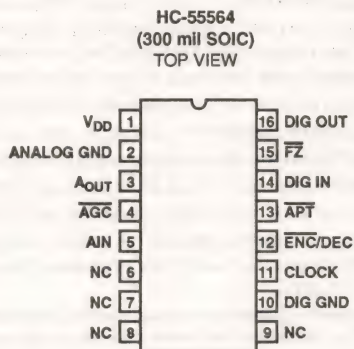 HC-55564
(300 mil SOIC)
TOP VIEW
VDD 1 16 DIG OUT
ANALOG GND 2 15 FZ
AOUT 3 14 DIG IN
AGC 4 13 APT
AIN 5 12 ENC/DEC
NC 6 11 CLOCK
NC 7 10 DIG GND
NC 8 9 NC